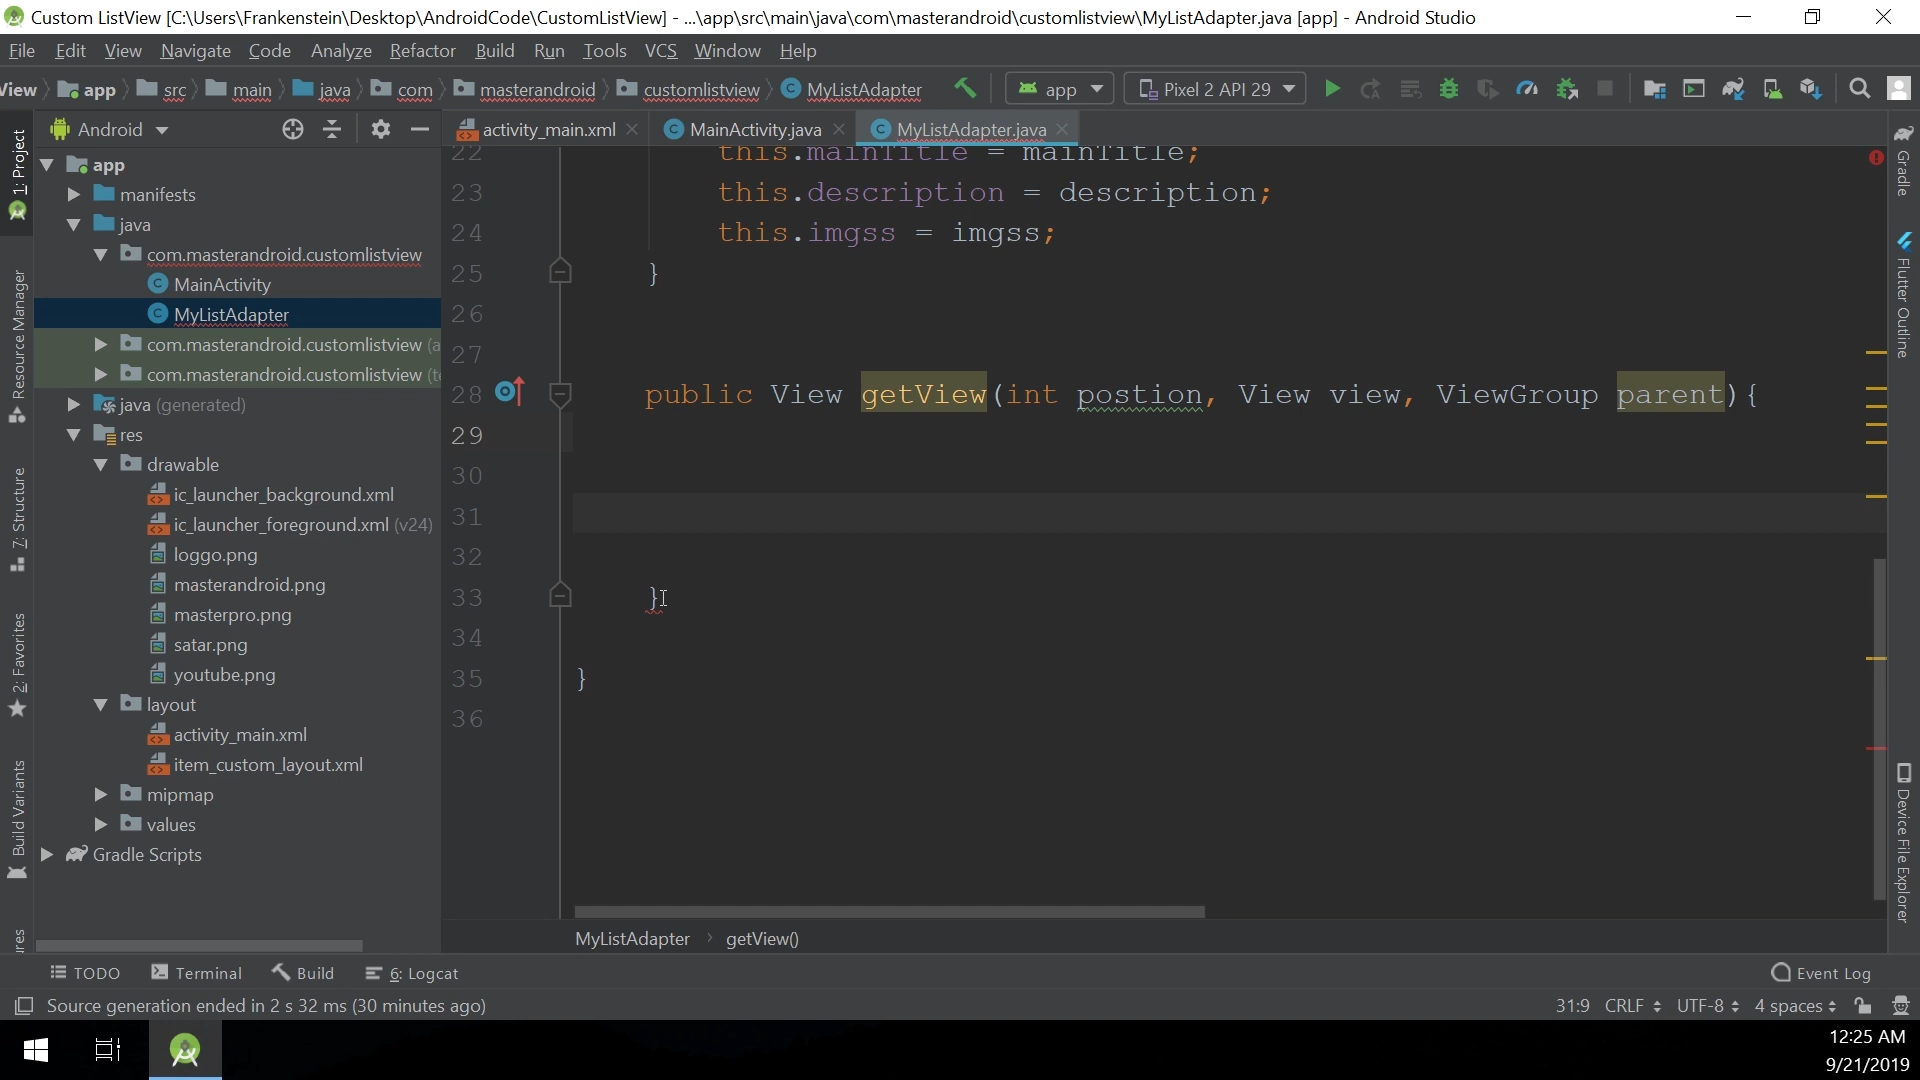 Custom ListView [C:\Users\Frankenstein\Desktop\AndroidCode\CustomListView] - ...\app\src\main\java\com\masterandroid\customlistview\MyListAdapter.java [app] - Android Studio
File Edit View Navigate Code Analyze Refactor Build Run Tools VCS Window Help
View app src main java com masterandroid customlistview MyListAdapter app Pixel 2 API 29
Android
activity_main.xml MainActivity.java MyListAdapter.java
1: Project
Resource Manager
7: Structure
2: Favorites
Build Variants
app
manifests
java
com.masterandroid.customlistview
MainActivity
MyListAdapter
com.masterandroid.customlistview (a
com.masterandroid.customlistview (te
java (generated)
res
drawable
ic_launcher_background.xml
ic_launcher_foreground.xml (v24)
loggo.png
masterandroid.png
masterpro.png
satar.png
youtube.png
layout
activity_main.xml
item_custom_layout.xml
mipmap
values
Gradle Scripts
22 this.mainTitle = mainTitle;
23 this.description = description;
24 this.imgss = imgss;
25 }
26
27
28 public View getView(int postion, View view, ViewGroup parent){
29
30
31
32
33 }
34
35 }
36
Gradle
Flutter Outline
Device File Explorer
MyListAdapter getView()
TODO Terminal Build 6: Logcat Event Log
Source generation ended in 2 s 32 ms (30 minutes ago) 31:9 CRLF UTF-8 4 spaces
12:25 AM
9/21/2019